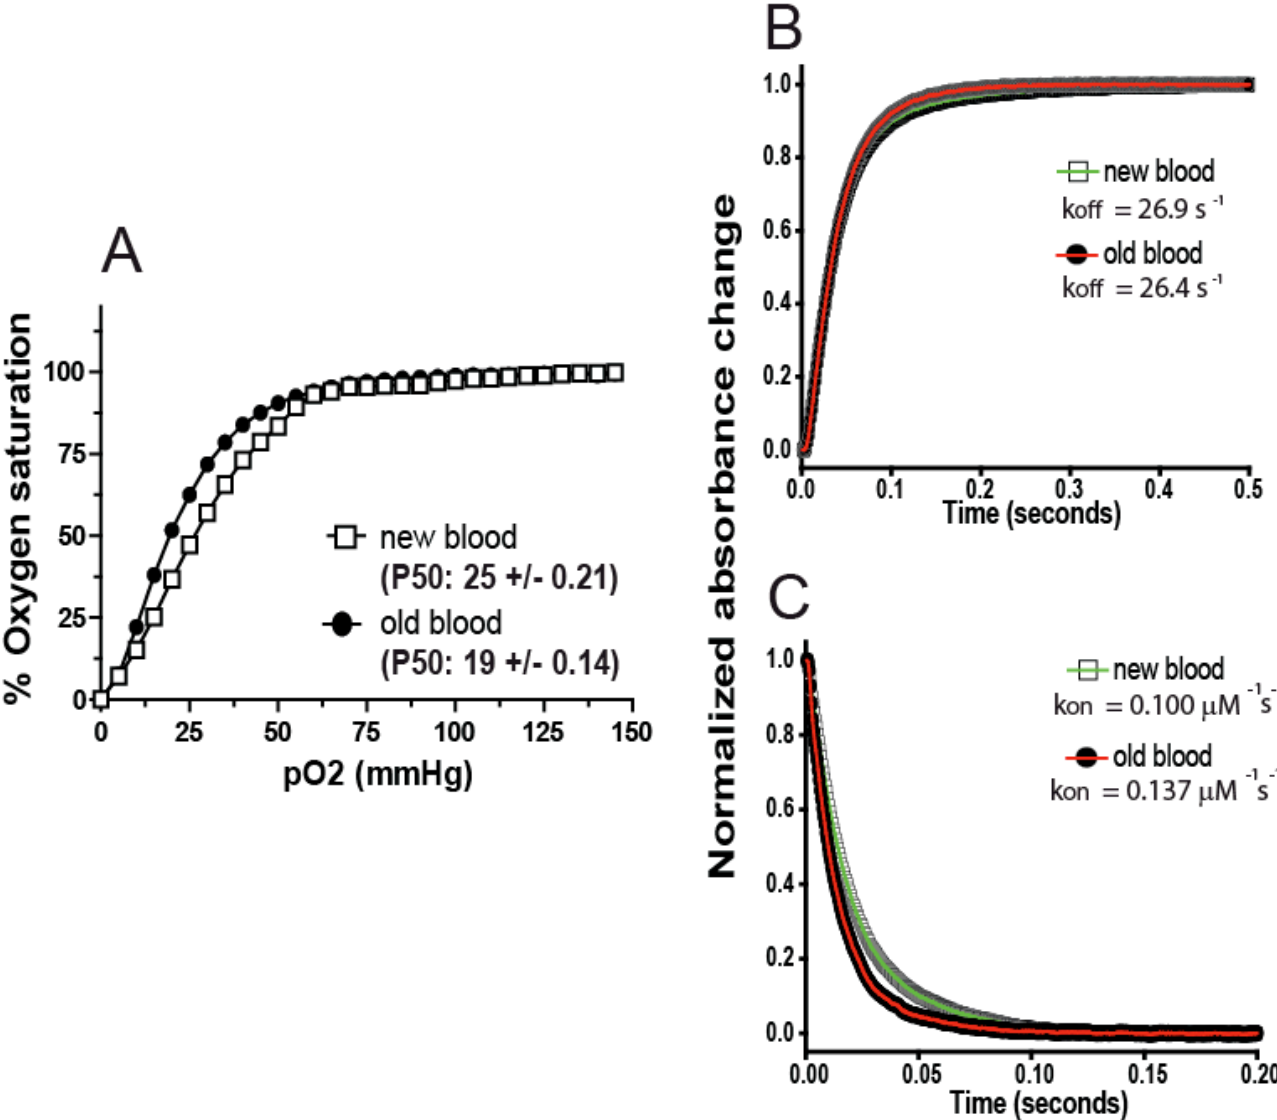 A
% Oxygen saturation
100
75
50
25
0
0 25 50 75 100 125 150
pO2 (mmHg)
new blood
(P50: 25 +/- 0.21)
old blood
(P50: 19 +/- 0.14)
Normalized absorbance change
B
1.0
0.8
0.6
0.4
0.2
0.0
0.0 0.1 0.2 0.3 0.4 0.5
Time (seconds)
new blood
koff = 26.9 s⁻¹
old blood
koff = 26.4 s⁻¹
C
1.0
0.8
0.6
0.4
0.2
0.0
0.00 0.05 0.10 0.15 0.20
Time (seconds)
new blood
kon = 0.100 µM⁻¹s⁻
old blood
kon = 0.137 µM⁻¹s⁻